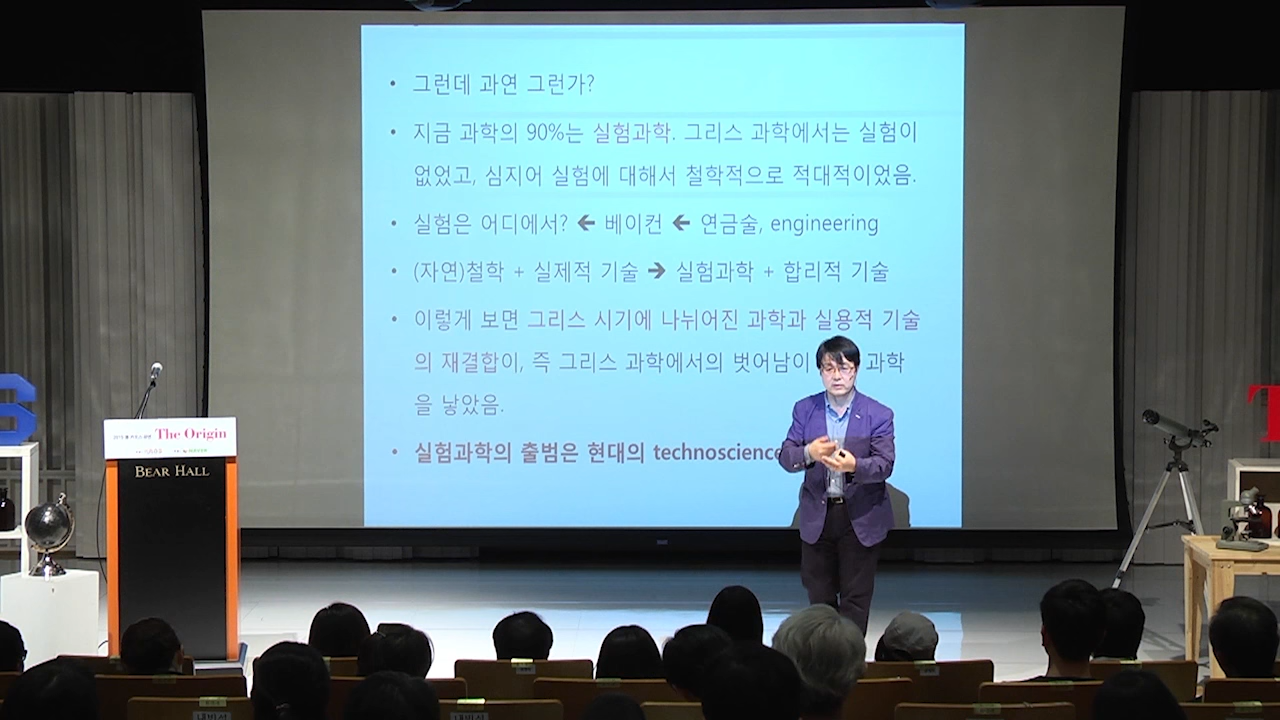 • 그런데 과연 그런가?
• 지금 과학의 90%는 실험과학. 그리스 과학에서는 실험이
없었고, 심지어 실험에 대해서 철학적으로 적대적이었음.
• 실험은 어디에서? ← 베이컨 ← 연금술, engineering
• (자연)철학 + 실제적 기술 → 실험과학 + 합리적 기술
• 이렇게 보면 그리스 시기에 나뉘어진 과학과 실용적 기술
의 재결합이, 즉 그리스 과학에서의 벗어남이 과학
을 낳았음.
• 실험과학의 출범은 현대의 technoscience
The Origin
BEAR HALL
S
T